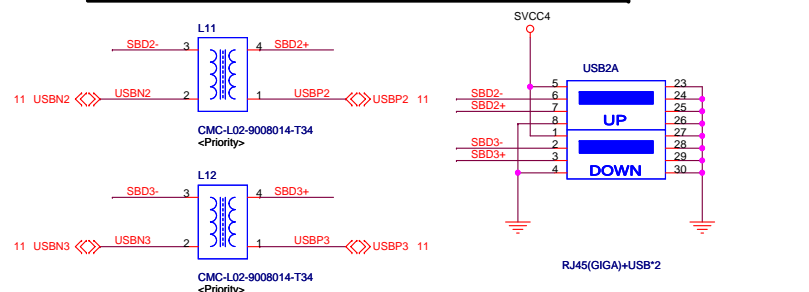 L11
SBD2- 3 4 SBD2+
11 USBN2 USBN2 2 1 USBP2 USBP2 11
CMC-L02-9008014-T34
<Priority>
L12
SBD3- 3 4 SBD3+
11 USBN3 USBN3 2 1 USBP3 USBP3 11
CMC-L02-9008014-T34
<Priority>
SVCC4
USB2A
5 23
SBD2- 6 24
SBD2+ 7 25
8 UP 26
1 27
SBD3- 2 28
SBD3+ 3 29
4 DOWN 30
RJ45(GIGA)+USB*2